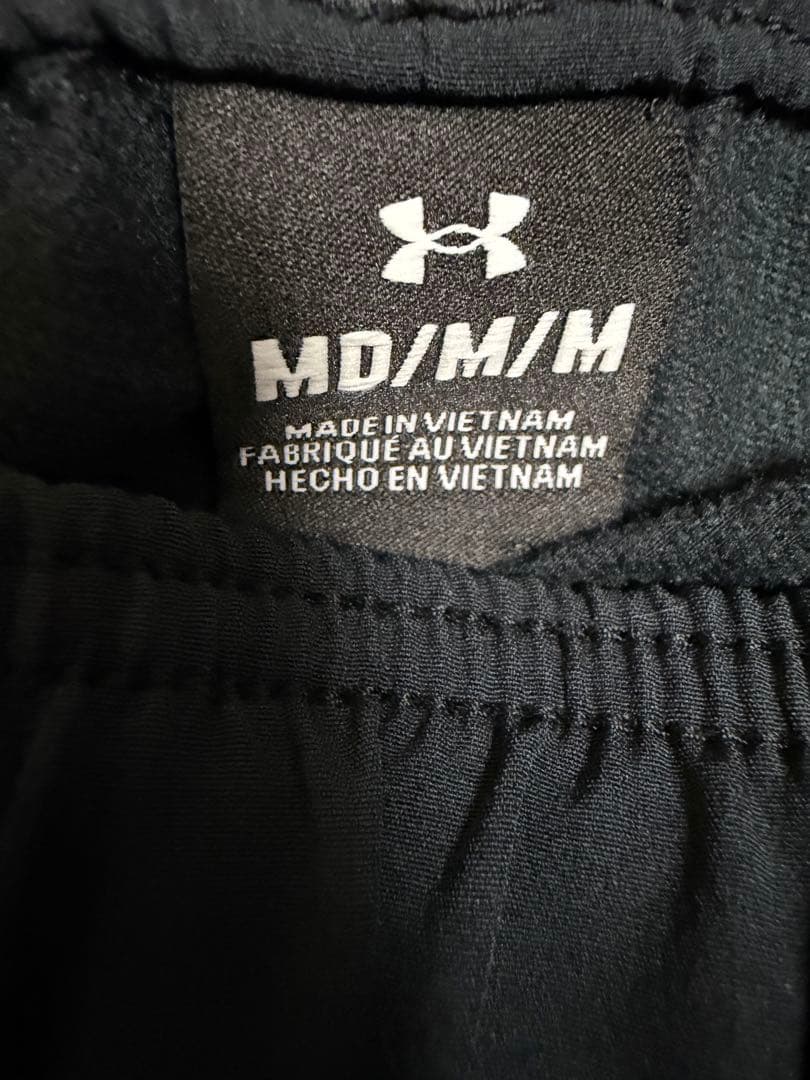 MD/M/M
MADE IN VIETNAM
FABRIQUÉ AU VIETNAM
HECHO EN VIETNAM